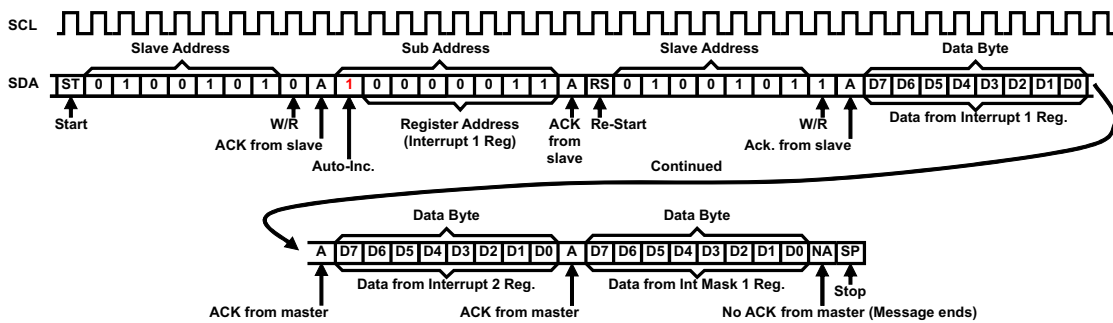 SCL
Slave Address Sub Address Slave Address Data Byte
SDA ST 0 1 0 0 1 0 1 0 A 1 0 0 0 0 0 1 1 A RS 0 1 0 0 1 0 1 1 A D7 D6 D5 D4 D3 D2 D1 D0
Start
W/R
ACK from slave
Auto-Inc.
Register Address
(Interrupt 1 Reg)
ACK
from
slave
Re-Start
W/R
Ack. from slave
Data from Interrupt 1 Reg.
Continued
Data Byte Data Byte
A D7 D6 D5 D4 D3 D2 D1 D0 A D7 D6 D5 D4 D3 D2 D1 D0 NA SP
Data from Interrupt 2 Reg. Data from Int Mask 1 Reg.
Stop
ACK from master ACK from master No ACK from master (Message ends)